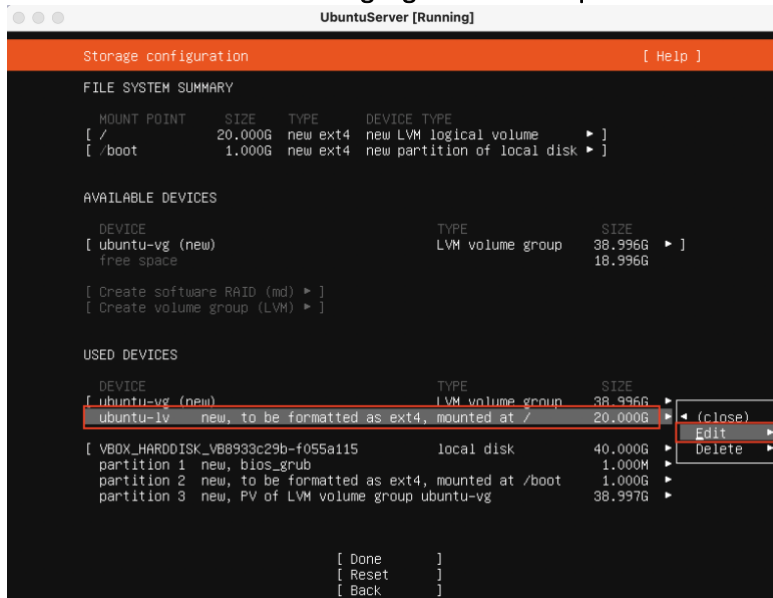 UbuntuServer [Running]
Storage configuration [ Help ]
FILE SYSTEM SUMMARY
MOUNT POINT SIZE TYPE DEVICE TYPE
[ / 20.000G new ext4 new LVM logical volume ▸ ]
[ /boot 1.000G new ext4 new partition of local disk ▸ ]
AVAILABLE DEVICES
DEVICE TYPE SIZE
[ ubuntu-vg (new) LVM volume group 38.996G ▸ ]
free space 18.996G
[ Create software RAID (md) ▸ ]
[ Create volume group (LVM) ▸ ]
USED DEVICES
DEVICE TYPE SIZE
[ ubuntu-vg (new) LVM volume group 38.996G ▸
ubuntu-lv new, to be formatted as ext4, mounted at / 20.000G ▸ ◂ (close)
Edit ▸
[ VBOX_HARDDISK_VB8933c29b-f055a115 local disk 40.000G ▸ Delete ▸
partition 1 new, bios_grub 1.000M ▸
partition 2 new, to be formatted as ext4, mounted at /boot 1.000G ▸
partition 3 new, PV of LVM volume group ubuntu-vg 38.997G ▸
[ Done ]
[ Reset ]
[ Back ]